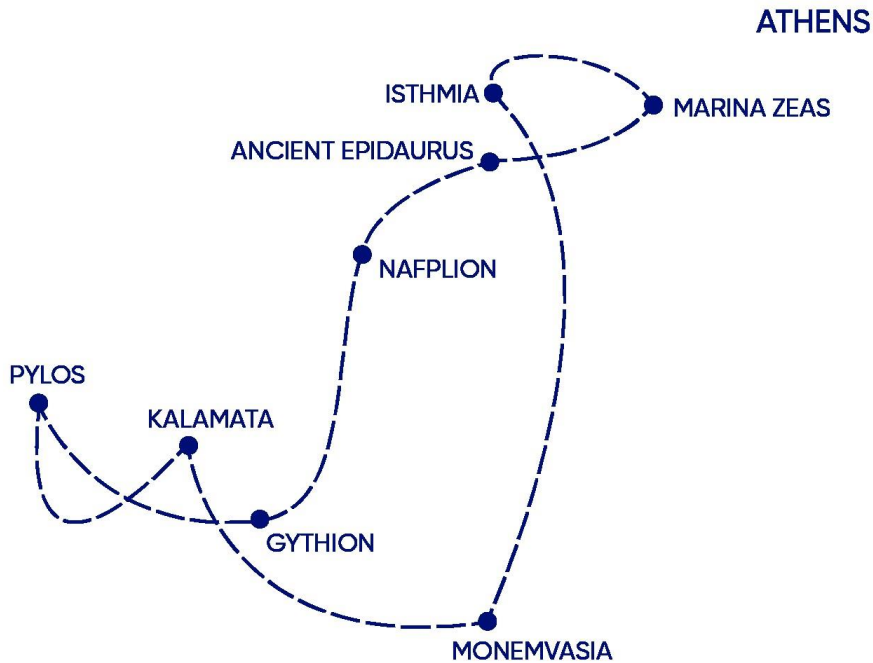 ATHENS
ISTHMIA
MARINA ZEAS
ANCIENT EPIDAURUS
NAFPLION
PYLOS
KALAMATA
GYTHION
MONEMVASIA